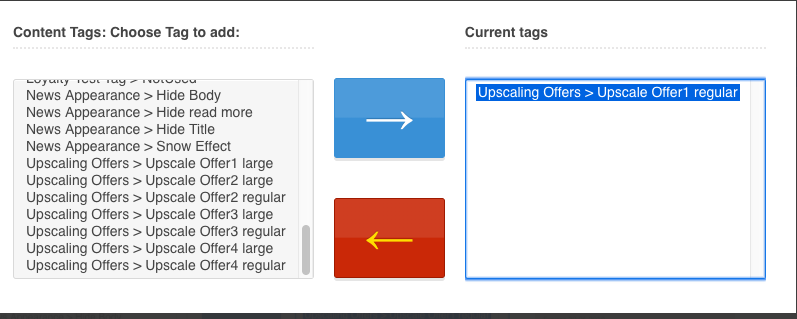 Content Tags: Choose Tag to add:
Current tags
Loyalty Test Tag > NotUsed
News Appearance > Hide Body
News Appearance > Hide read more
News Appearance > Hide Title
News Appearance > Snow Effect
Upscaling Offers > Upscale Offer1 large
Upscaling Offers > Upscale Offer2 large
Upscaling Offers > Upscale Offer2 regular
Upscaling Offers > Upscale Offer3 large
Upscaling Offers > Upscale Offer3 regular
Upscaling Offers > Upscale Offer4 large
Upscaling Offers > Upscale Offer4 regular
Upscaling Offers > Upscale Offer1 regular